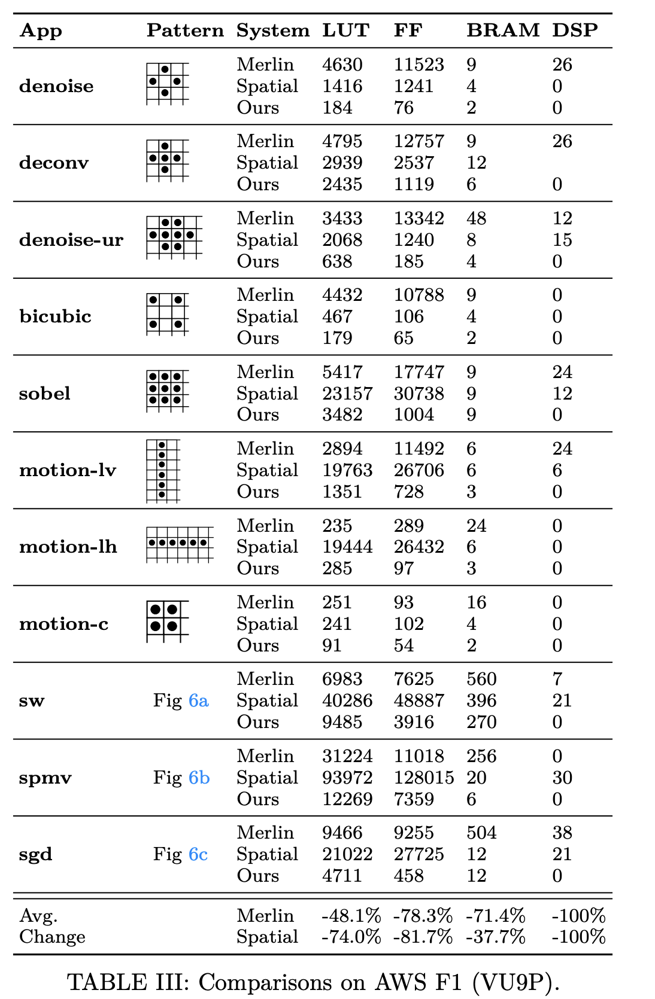 App Pattern System LUT FF BRAM DSP
denoise
Merlin 4630 11523 9 26
Spatial 1416 1241 4 0
Ours 184 76 2 0
deconv
Merlin 4795 12757 9 26
Spatial 2939 2537 12
Ours 2435 1119 6 0
denoise-ur
Merlin 3433 13342 48 12
Spatial 2068 1240 8 15
Ours 638 185 4 0
bicubic
Merlin 4432 10788 9 0
Spatial 467 106 4 0
Ours 179 65 2 0
sobel
Merlin 5417 17747 9 24
Spatial 23157 30738 9 12
Ours 3482 1004 9 0
motion-lv
Merlin 2894 11492 6 24
Spatial 19763 26706 6 6
Ours 1351 728 3 0
motion-lh
Merlin 235 289 24 0
Spatial 19444 26432 6 0
Ours 285 97 3 0
motion-c
Merlin 251 93 16 0
Spatial 241 102 4 0
Ours 91 54 2 0
sw Fig 6a
Merlin 6983 7625 560 7
Spatial 40286 48887 396 21
Ours 9485 3916 270 0
spmv Fig 6b
Merlin 31224 11018 256 0
Spatial 93972 128015 20 30
Ours 12269 7359 6 0
sgd Fig 6c
Merlin 9466 9255 504 38
Spatial 21022 27725 12 21
Ours 4711 458 12 0
Avg. Merlin -48.1% -78.3% -71.4% -100%
Change Spatial -74.0% -81.7% -37.7% -100%
TABLE III: Comparisons on AWS F1 (VU9P).